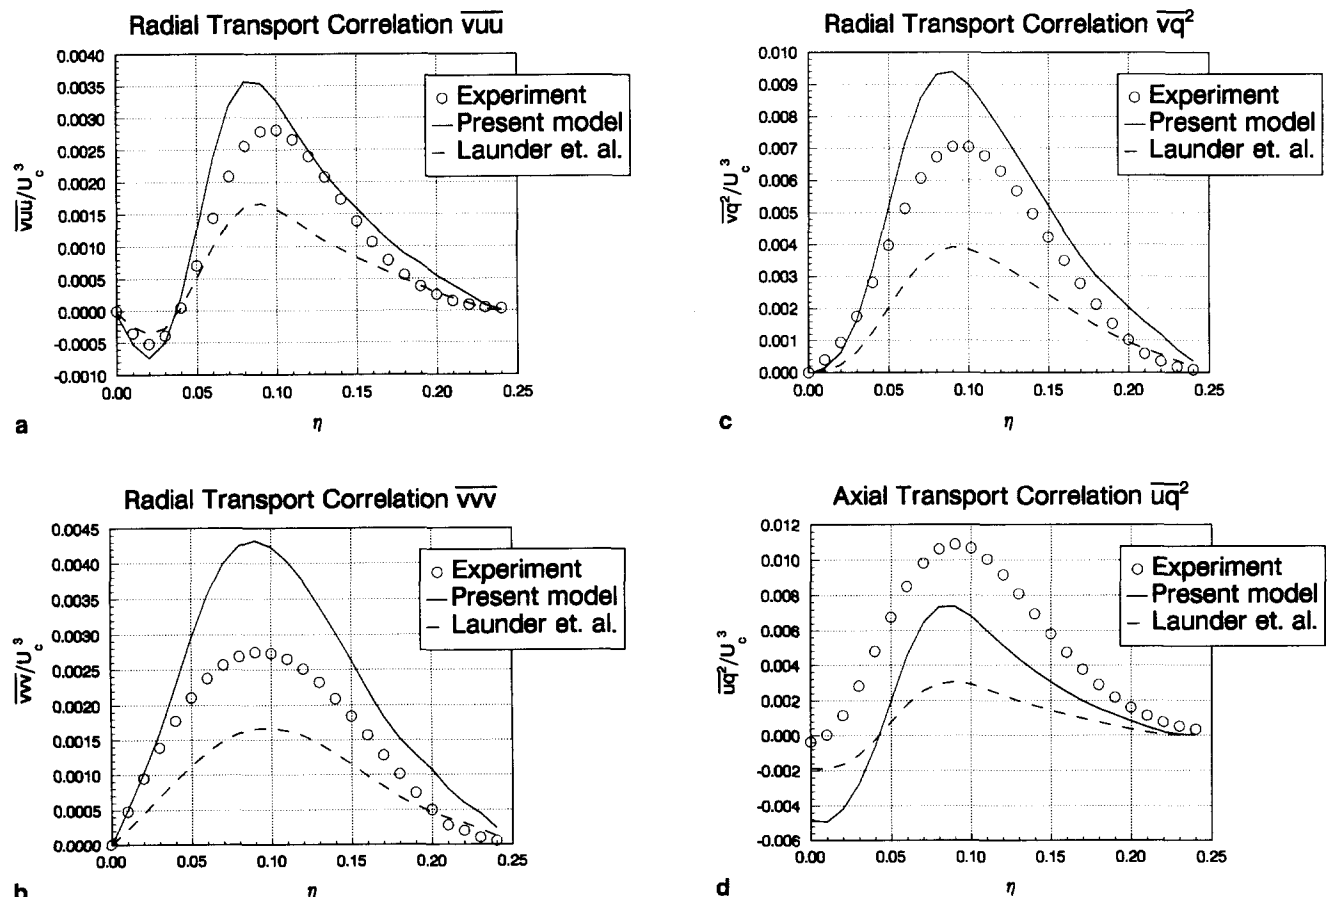 Radial Transport Correlation vuu
0.0040
0.0035
0.0030
0.0025
0.0020
0.0015
0.0010
0.0005
0.0000
-0.0005
-0.0010
vuu/U_c^3
Experiment
Present model
Launder et. al.
0.00 0.05 0.10 0.15 0.20 0.25
η
a
Radial Transport Correlation vq²
0.010
0.009
0.008
0.007
0.006
0.005
0.004
0.003
0.002
0.001
0.000
vq²/U_c^3
Experiment
Present model
Launder et. al.
0.00 0.05 0.10 0.15 0.20 0.25
η
c
Radial Transport Correlation vvv
0.0045
0.0040
0.0035
0.0030
0.0025
0.0020
0.0015
0.0010
0.0005
0.0000
vvv/U_c^3
Experiment
Present model
Launder et. al.
0.00 0.05 0.10 0.15 0.20 0.25
η
b
Axial Transport Correlation uq²
0.012
0.010
0.008
0.006
0.004
0.002
0.000
-0.002
-0.004
-0.006
uq²/U_c^3
Experiment
Present model
Launder et. al.
0.00 0.05 0.10 0.15 0.20 0.25
η
d